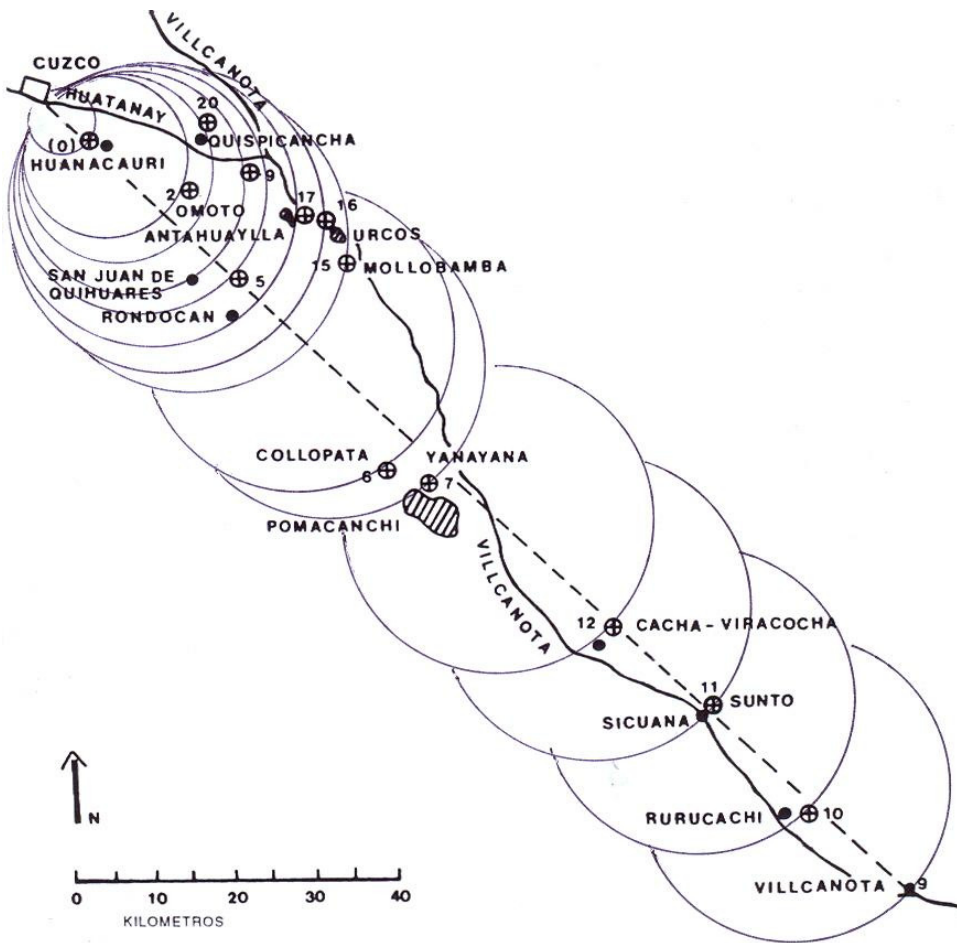 VILLCANOTA
CUZCO
HUATANAY
20
QUISPICANCHA
(0)
HUANACAURI
19
2
OMOTO
17
16
ANTAHUAYLLA
URCOS
15
MOLLOBAMBA
SAN JUAN DE
QUIHUARES
5
RONDOCAN
COLLOPATA
YANAYANA
6
7
POMACANCHI
VILLCANOTA
12
CACHA-VIRACOCHA
11
SUNTO
SICUANA
N
RURUCACHI
10
VILLCANOTA
9
0 10 20 30 40
KILOMETROS